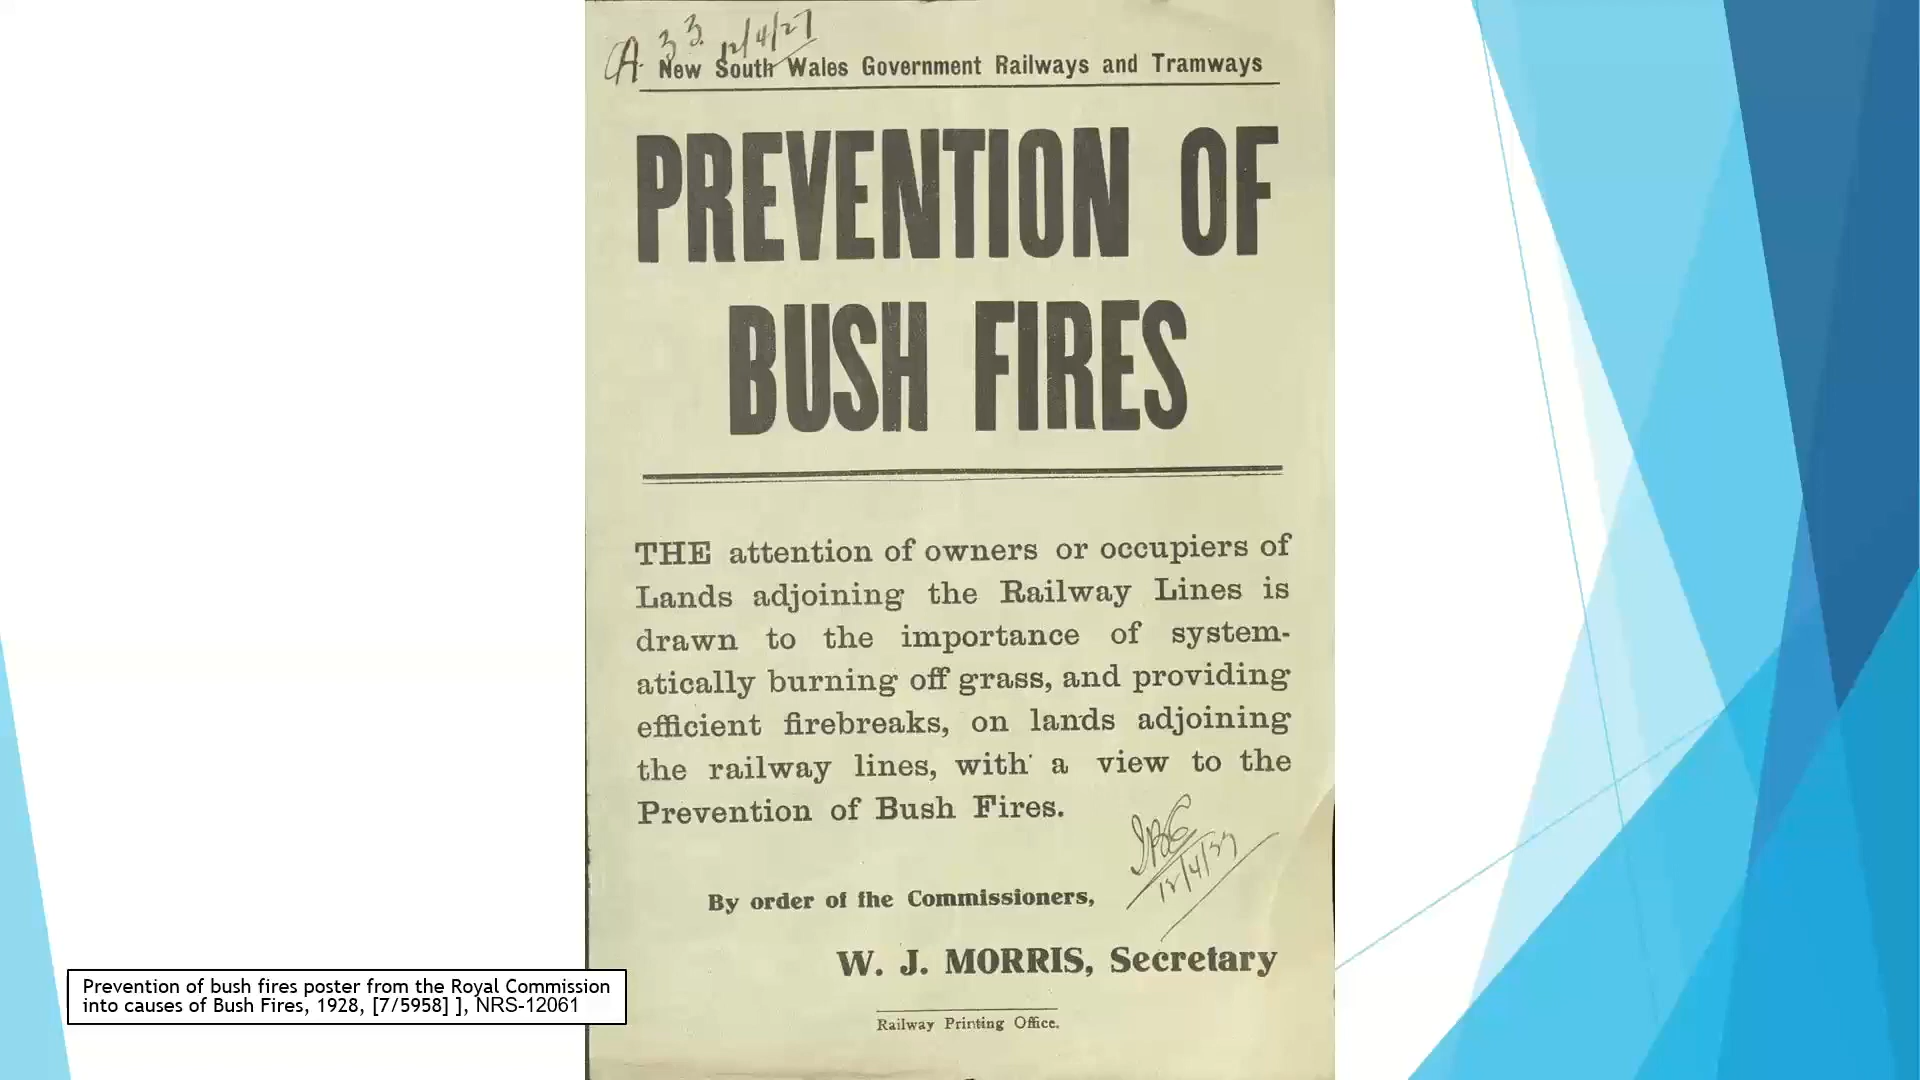 A. 33. 12/4/27
New South Wales Government Railways and Tramways
PREVENTION OF
BUSH FIRES
THE attention of owners or occupiers of
Lands adjoining the Railway Lines is
drawn to the importance of system-
atically burning off grass, and providing
efficient firebreaks, on lands adjoining
the railway lines, with a view to the
Prevention of Bush Fires.
12/4/27
By order of the Commissioners,
W. J. MORRIS, Secretary
Railway Printing Office.
Prevention of bush fires poster from the Royal Commission
into causes of Bush Fires, 1928, [7/5958] ], NRS-12061